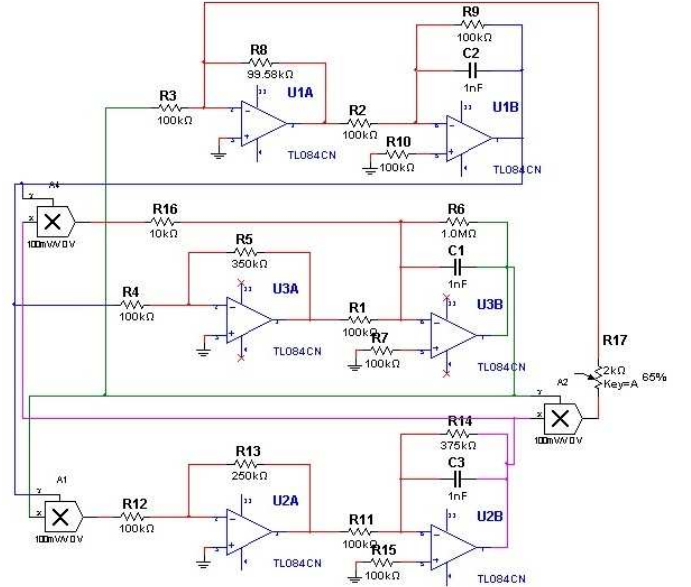 R9
100kΩ
R8
99.58kΩ
C2
1nF
R3
100kΩ
U1A
R2
100kΩ
U1B
R10
100kΩ
TL084CN
TL084CN
A4
Y
X
100mV/V 0 V
R16
10kΩ
R6
1.0MΩ
R5
350kΩ
C1
1nF
R4
100kΩ
U3A
R1
100kΩ
U3B
R7
100kΩ
TL084CN
TL084CN
R17
2kΩ
Key=A
65%
A2
Y
X
100mV/V 0 V
R14
375kΩ
R13
250kΩ
C3
1nF
A1
Y
X
100mV/V 0 V
R12
100kΩ
U2A
R11
100kΩ
U2B
R15
100kΩ
TL084CN
TL084CN